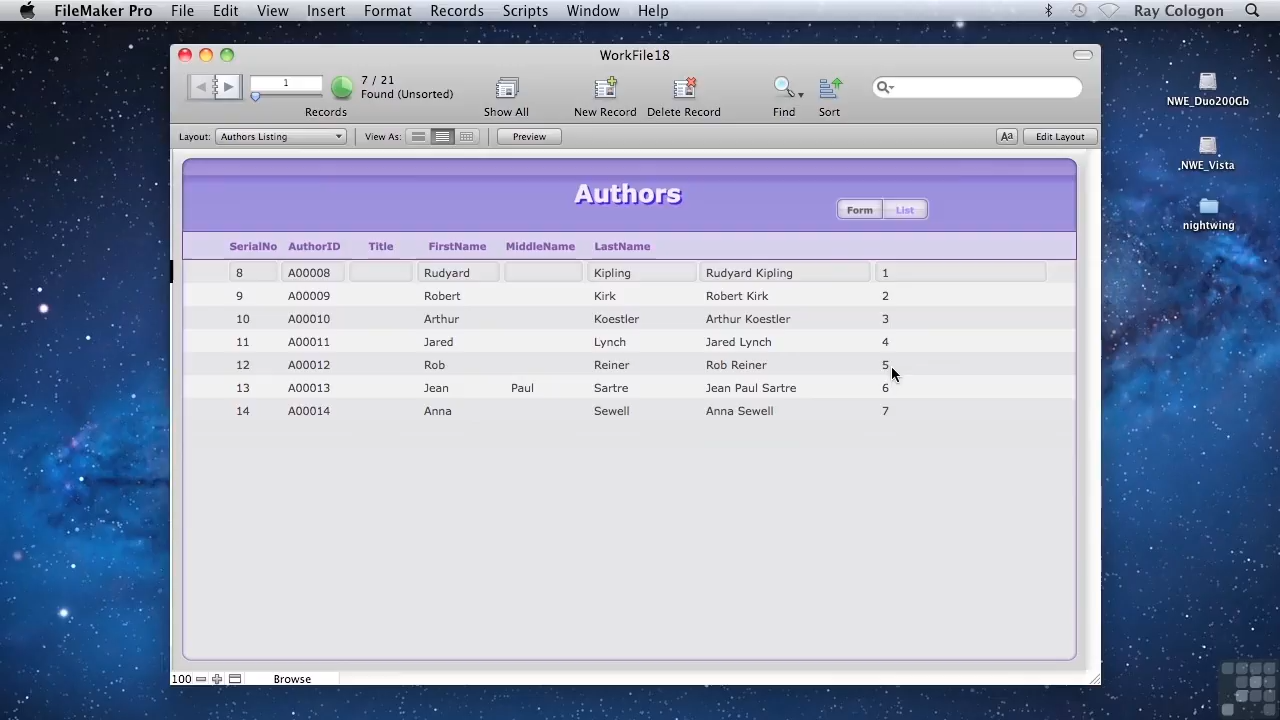 FileMaker Pro File Edit View Insert Format Records Scripts Window Help Ray Cologon
WorkFile18
1
7 / 21
Found (Unsorted)
Records Show All New Record Delete Record Find Sort
Layout: Authors Listing View As: Preview Aa Edit Layout
Authors
Form List
SerialNo AuthorID Title FirstName MiddleName LastName
8 A00008 Rudyard Kipling Rudyard Kipling 1
9 A00009 Robert Kirk Robert Kirk 2
10 A00010 Arthur Koestler Arthur Koestler 3
11 A00011 Jared Lynch Jared Lynch 4
12 A00012 Rob Reiner Rob Reiner 5
13 A00013 Jean Paul Sartre Jean Paul Sartre 6
14 A00014 Anna Sewell Anna Sewell 7
100 Browse
NWE_Duo200Gb
.NWE_Vista
nightwing